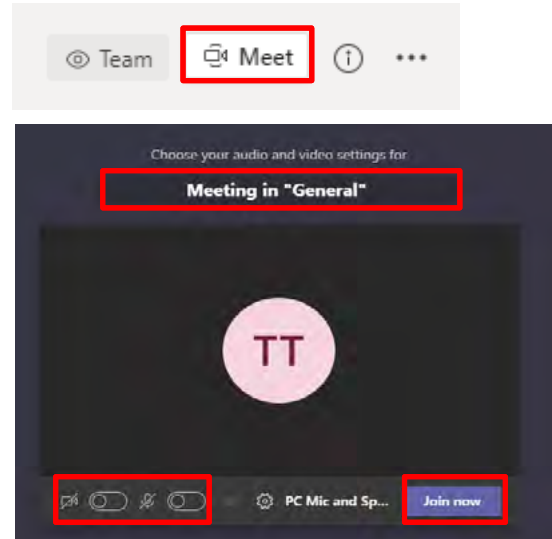 Team Meet
Choose your audio and video settings for
Meeting in "General"
TT
PC Mic and Sp... Join now